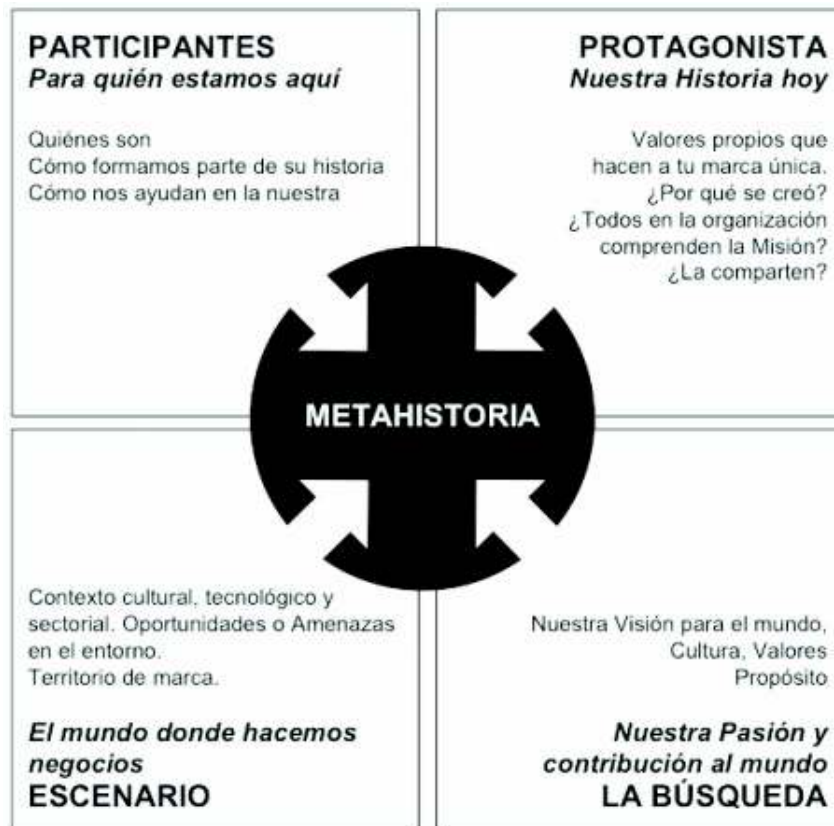 PARTICIPANTES
Para quién estamos aquí
Quiénes son
Cómo formamos parte de su historia
Cómo nos ayudan en la nuestra
PROTAGONISTA
Nuestra Historia hoy
Valores propios que
hacen a tu marca única.
¿Por qué se creó?
¿Todos en la organización
comprenden la Misión?
¿La comparten?
METAHISTORIA
Contexto cultural, tecnológico y
sectorial. Oportunidades o Amenazas
en el entorno.
Territorio de marca.
El mundo donde hacemos
negocios
ESCENARIO
Nuestra Visión para el mundo,
Cultura, Valores
Propósito
Nuestra Pasión y
contribución al mundo
LA BÚSQUEDA